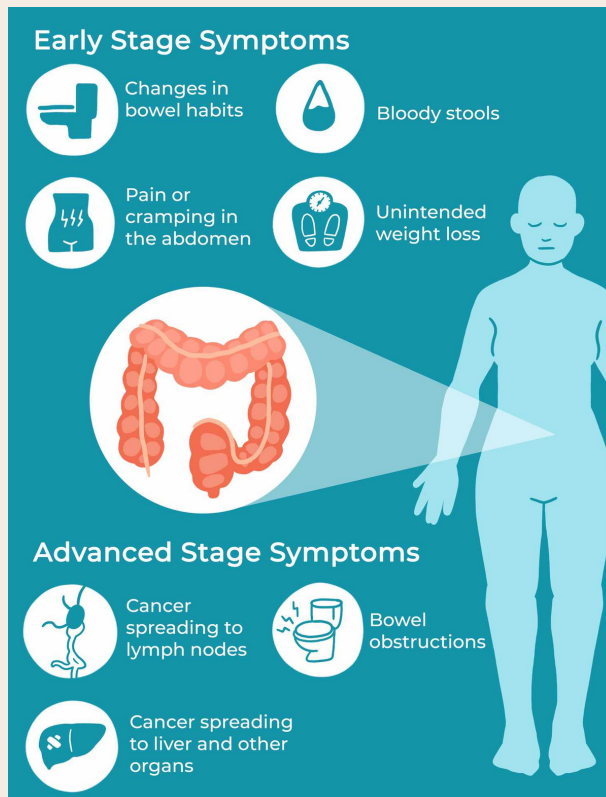 Early Stage Symptoms
Changes in
bowel habits
Bloody stools
Pain or
cramping in
the abdomen
Unintended
weight loss
Advanced Stage Symptoms
Cancer
spreading to
lymph nodes
Bowel
obstructions
Cancer spreading
to liver and other
organs